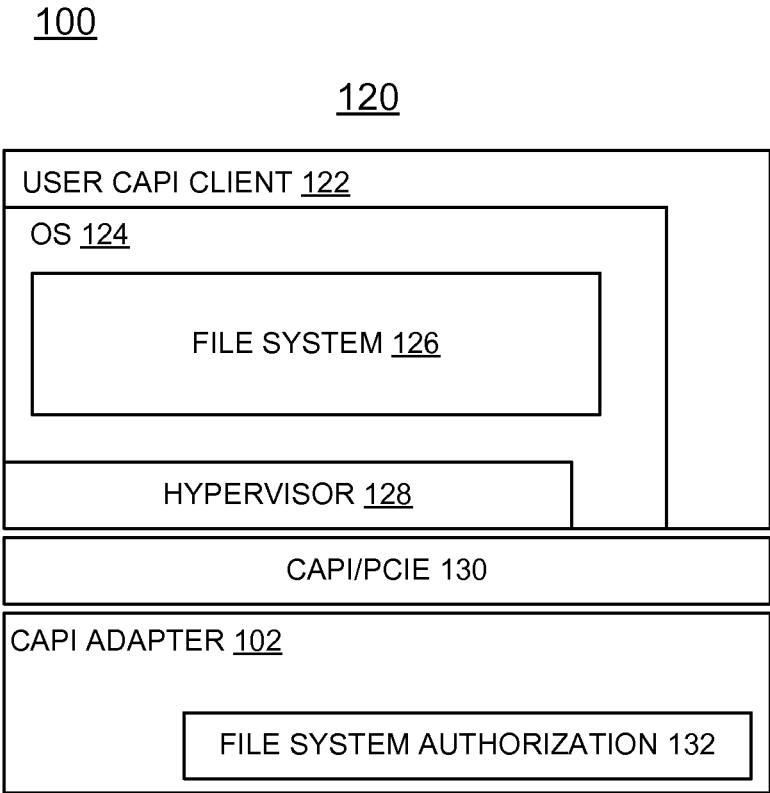 100
120
USER CAPI CLIENT 122
OS 124
FILE SYSTEM 126
HYPERVISOR 128
CAPI/PCIE 130
CAPI ADAPTER 102
FILE SYSTEM AUTHORIZATION 132